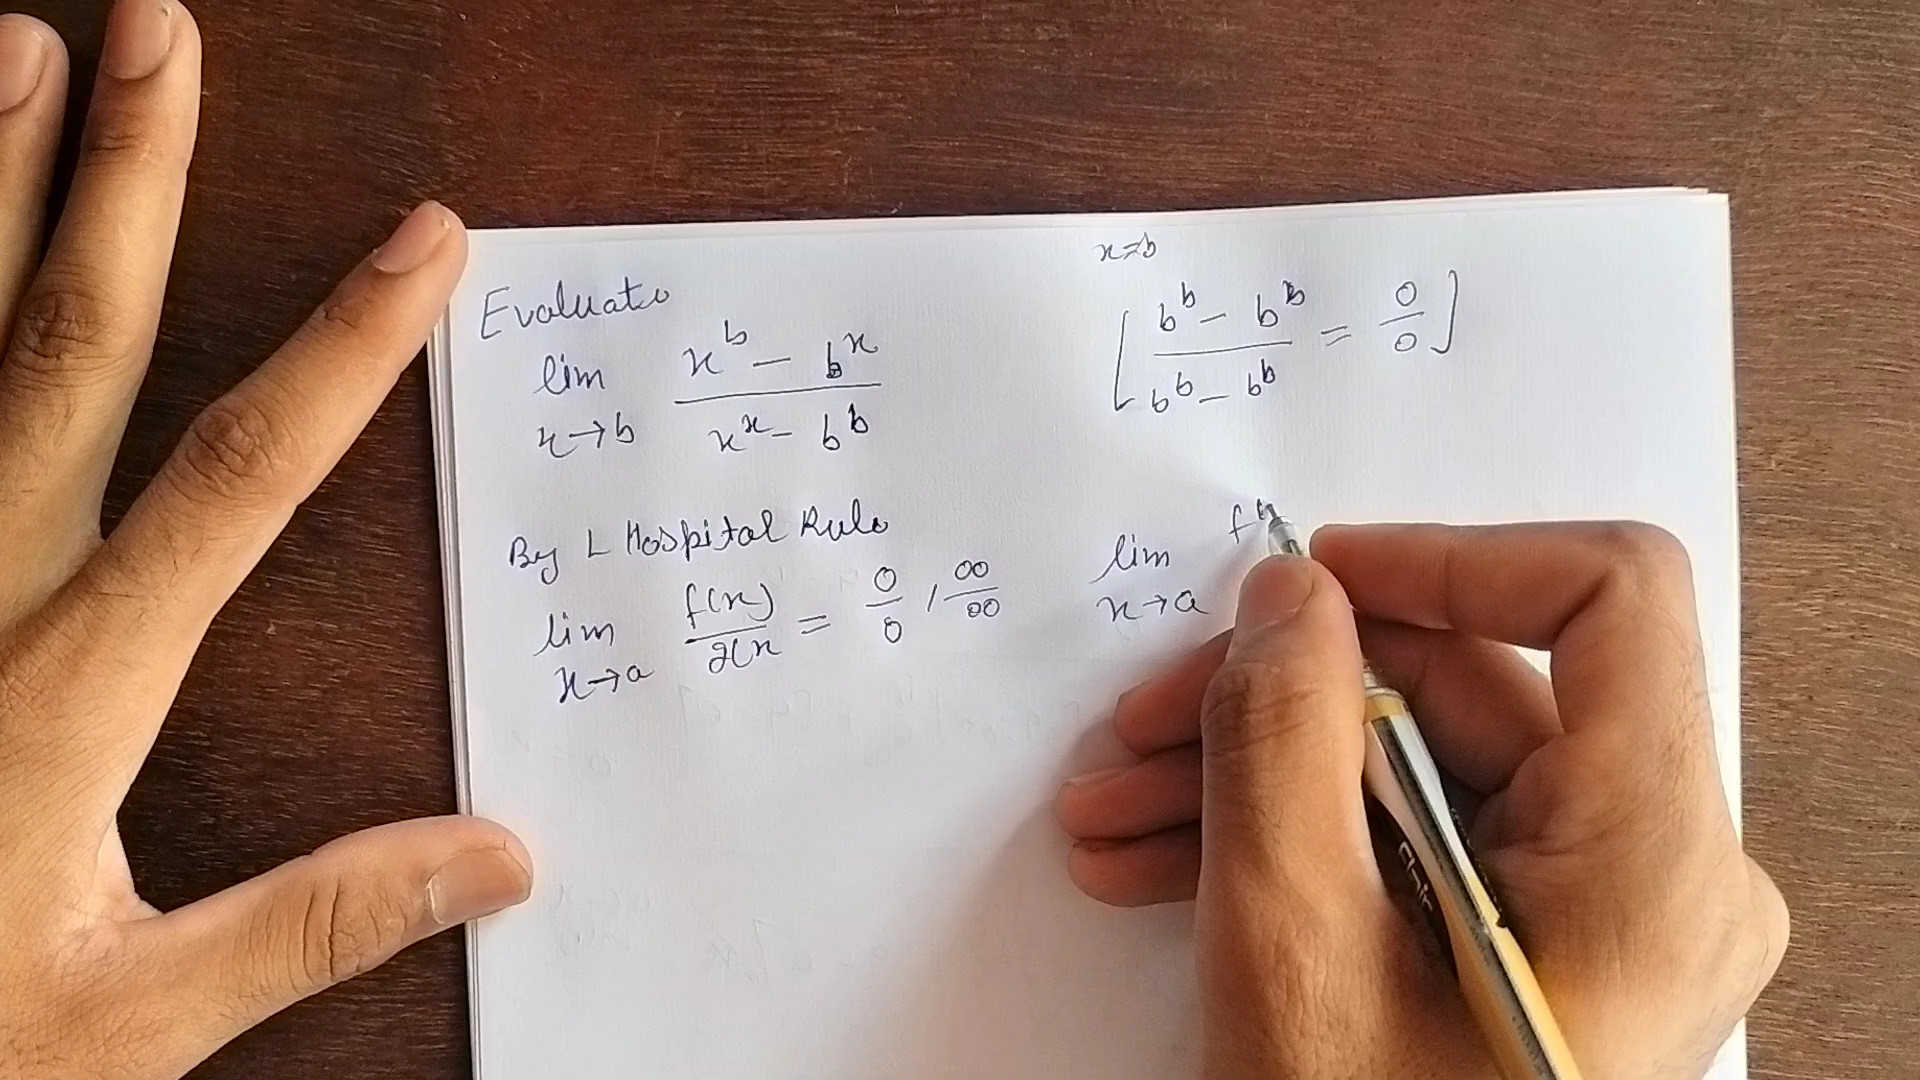 Evaluate
lim x→b (x^b − b^x) / (x^x − b^b)
x=b
[ (b^b − b^b) / (b^b − b^b) = 0/0 ]
By L Hospital Rule
lim x→a f(x) / g(x = 0/0 , ∞/∞
lim x→a f'